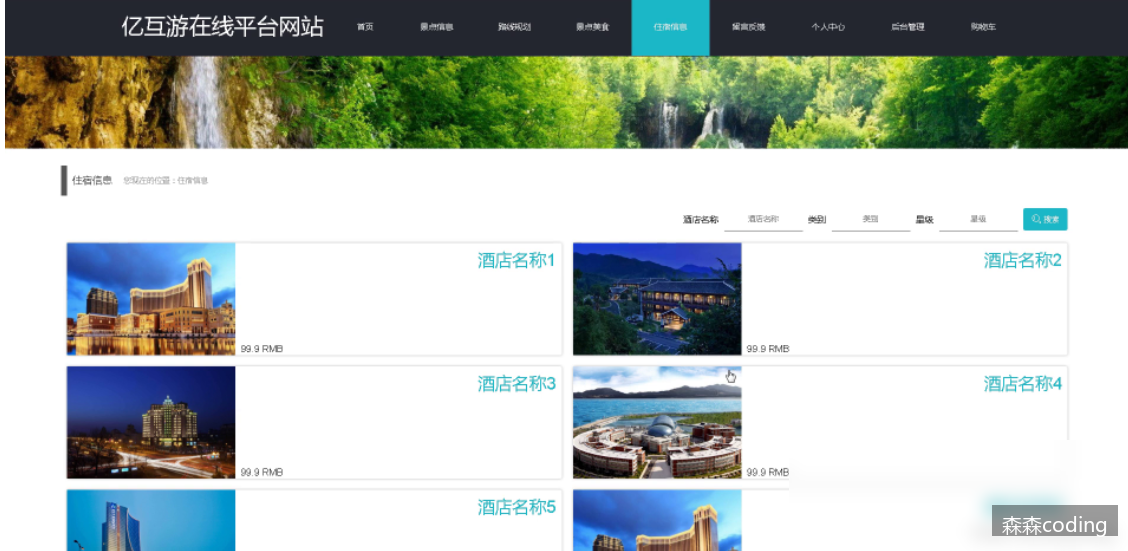 亿互游在线平台网站 首页 景点信息 路线规划 景点美食 住宿信息 留言反馈 个人中心 后台管理 购物车
住宿信息 您现在的位置：住宿信息
酒店名称 酒店名称 类别 类别 星级 星级 搜索
酒店名称1
99.9 RMB
酒店名称2
99.9 RMB
酒店名称3
99.9 RMB
酒店名称4
99.9 RMB
酒店名称5
森森coding